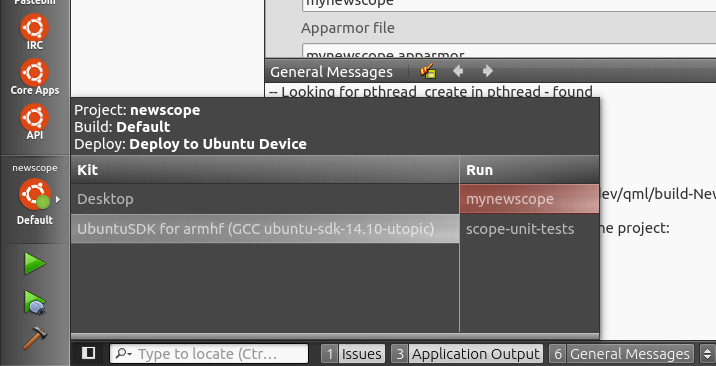 Pastebin
IRC
Core Apps
API
newscope
Default
mynewscope
Apparmor file
mynewscope.apparmor
General Messages
-- Looking for pthread_create in pthread - found
Project: newscope
Build: Default
Deploy: Deploy to Ubuntu Device
Kit
Run
Desktop
mynewscope
ev/qml/build-New
UbuntuSDK for armhf (GCC ubuntu-sdk-14.10-utopic)
scope-unit-tests
ne project:
Type to locate (Ctr...
1 Issues
3 Application Output
6 General Messages